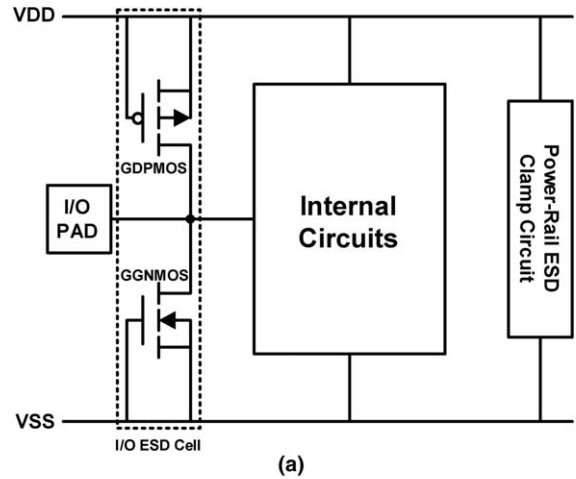 VDD
GDPMOS
I/O
PAD
GGNMOS
Internal
Circuits
Power-Rail ESD
Clamp Circuit
VSS
I/O ESD Cell
(a)